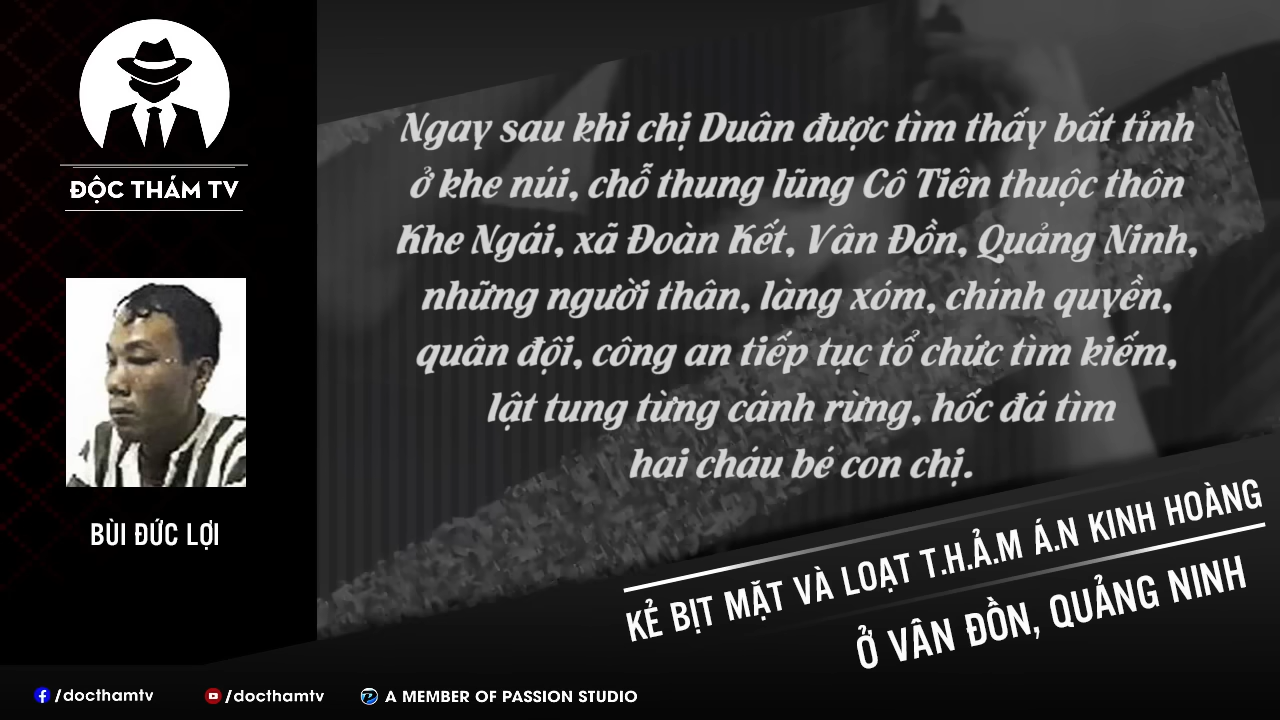 ĐỘC THÁM TV
BÙI ĐỨC LỢI
Ngay sau khi chị Duân được tìm thấy bất tỉnh
ở khe núi, chỗ thung lũng Cô Tiên thuộc thôn
Khe Ngái, xã Đoàn Kết, Vân Đồn, Quảng Ninh,
những người thân, làng xóm, chính quyền,
quân đội, công an tiếp tục tổ chức tìm kiếm,
lật tung từng cánh rừng, hốc đá tìm
hai cháu bé con chị.
KẺ BỊT MẶT VÀ LOẠT T.H.Ả.M Á.N KINH HOÀNG
Ở VÂN ĐỒN, QUẢNG NINH
/docthamtv
/docthamtv
A MEMBER OF PASSION STUDIO